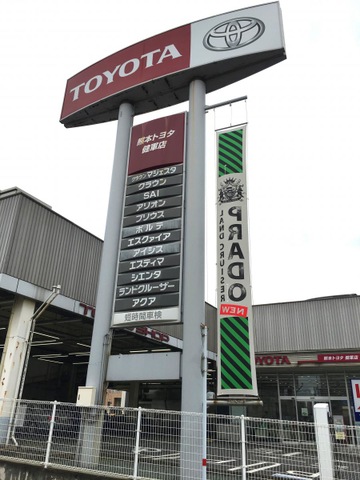 TOYOTA
熊本トヨタ
健軍店
クラウン マジェスタ
クラウン
SAI
アリオン
プリウス
ポルテ
エスクァイア
アイシス
エスティマ
シエンタ
ランドクルーザー
アクア
短時間車検
PRADO
LAND CRUISER
NEW
TOYOTA
熊本トヨタ 健軍店